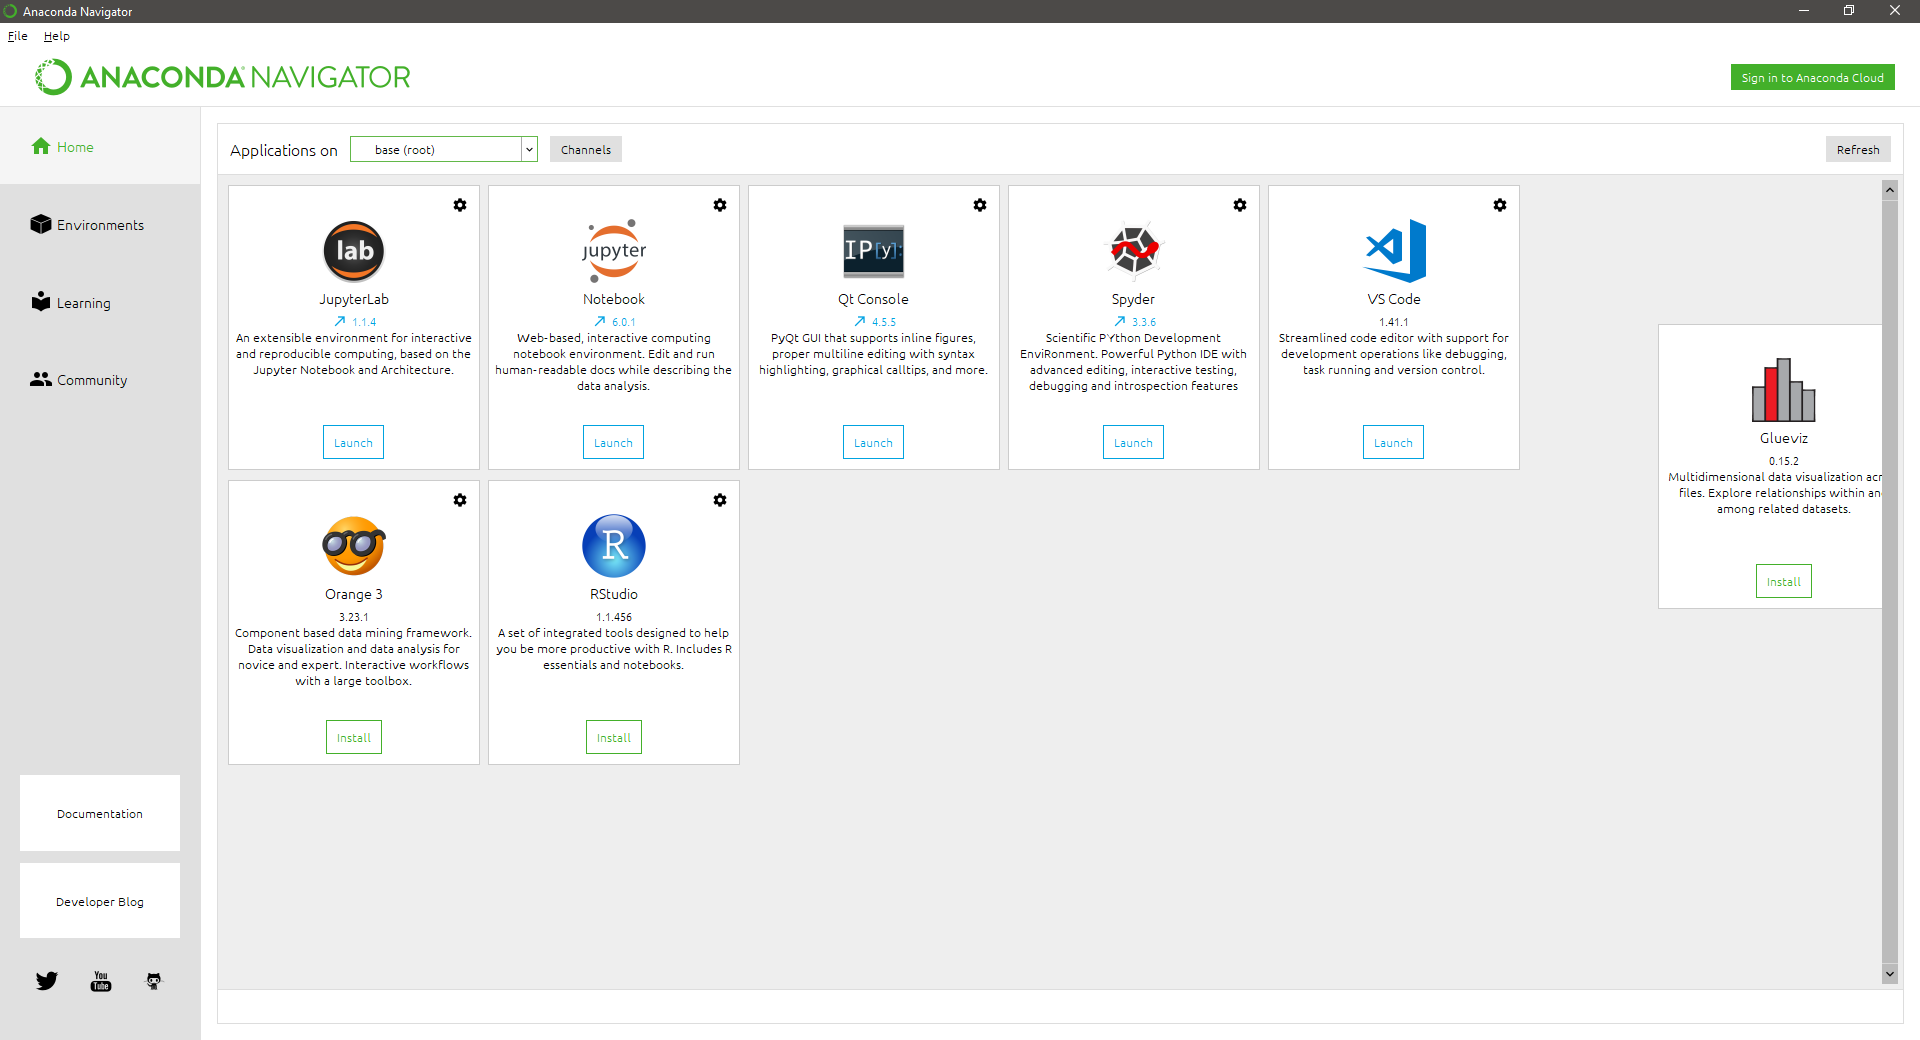 Anaconda Navigator
File Help
ANACONDA NAVIGATOR
Sign in to Anaconda Cloud
Home
Environments
Learning
Community
Documentation
Developer Blog
You
Tube
Applications on base (root) Channels Refresh
lab
JupyterLab
1.1.4
An extensible environment for interactive
and reproducible computing, based on the
Jupyter Notebook and Architecture.
Launch
jupyter
Notebook
6.0.1
Web-based, interactive computing
notebook environment. Edit and run
human-readable docs while describing the
data analysis.
Launch
IP[y]:
Qt Console
4.5.5
PyQt GUI that supports inline figures,
proper multiline editing with syntax
highlighting, graphical calltips, and more.
Launch
Spyder
3.3.6
Scientific PYthon Development
EnviRonment. Powerful Python IDE with
advanced editing, interactive testing,
debugging and introspection features
Launch
VS Code
1.41.1
Streamlined code editor with support for
development operations like debugging,
task running and version control.
Launch
Glueviz
0.15.2
Multidimensional data visualization acr
files. Explore relationships within an
among related datasets.
Install
Orange 3
3.23.1
Component based data mining framework.
Data visualization and data analysis for
novice and expert. Interactive workflows
with a large toolbox.
Install
R
RStudio
1.1.456
A set of integrated tools designed to help
you be more productive with R. Includes R
essentials and notebooks.
Install